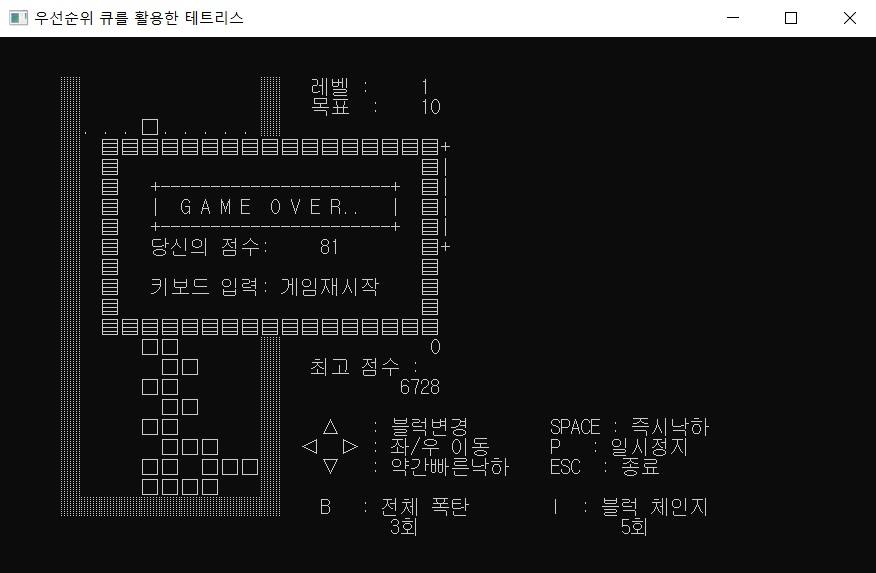 우선순위 큐를 활용한 테트리스
레벨 : 1
목표 : 10
G A M E O V E R . .
당신의 점수: 81
키보드 입력: 게임재시작
0
최고 점수 :
6728
△ : 블럭변경 SPACE : 즉시낙하
◁ ▷ : 좌/우 이동 P : 일시정지
▽ : 약간빠른낙하 ESC : 종료
B : 전체 폭탄 I : 블럭 체인지
3회 5회